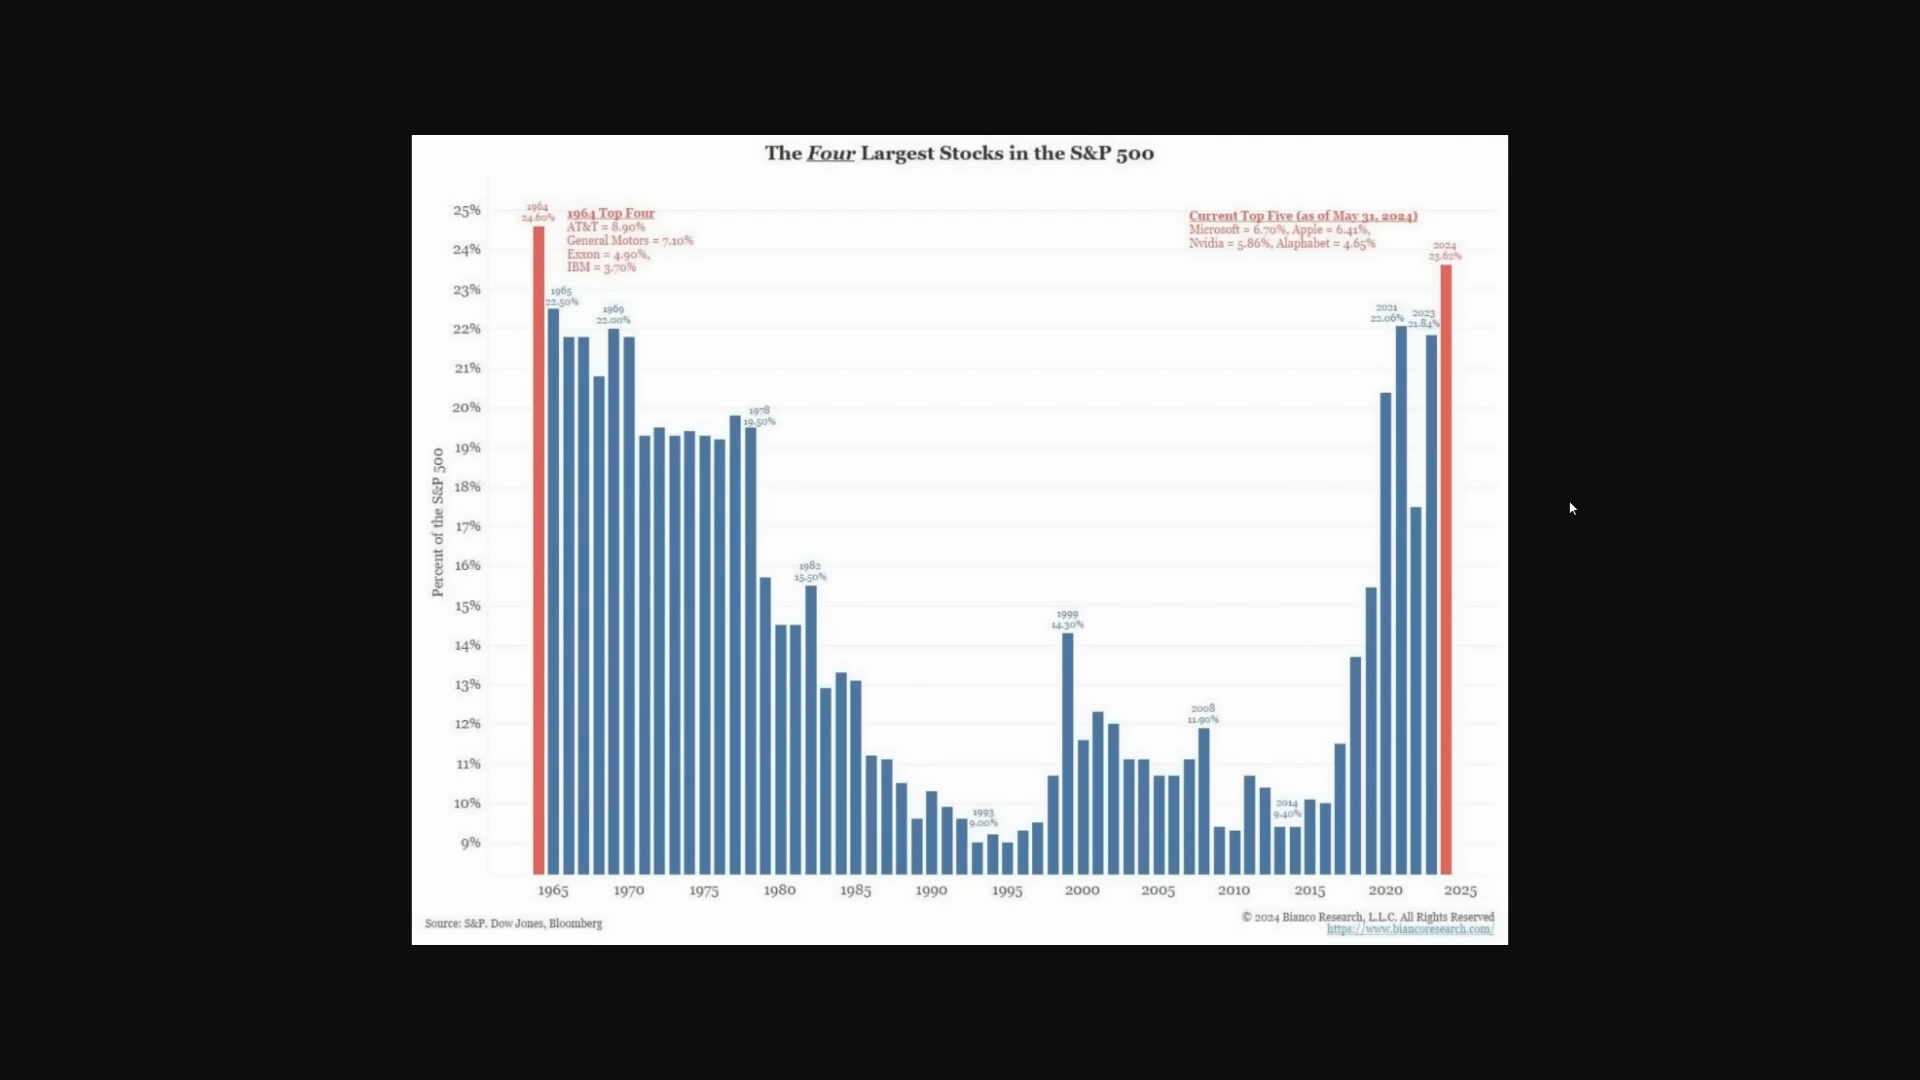 The Four Largest Stocks in the S&P 500
1964
24.60%
1964 Top Four
AT&T = 8.90%
General Motors = 7.10%
Exxon = 4.90%,
IBM = 3.70%
Current Top Five (as of May 31, 2024)
Microsoft = 6.70%, Apple = 6.41%,
Nvidia = 5.86%, Alaphabet = 4.65%
2024
23.62%
1965
22.50%
1969
22.00%
2021
22.06%
2023
21.84%
1978
19.50%
1982
15.50%
1999
14.30%
2008
11.90%
1993
9.00%
2014
9.40%
Percent of the S&P 500
25%
24%
23%
22%
21%
20%
19%
18%
17%
16%
15%
14%
13%
12%
11%
10%
9%
1965 1970 1975 1980 1985 1990 1995 2000 2005 2010 2015 2020 2025
Source: S&P. Dow Jones, Bloomberg
© 2024 Bianco Research, L.L.C. All Rights Reserved
https://www.biancoresearch.com/